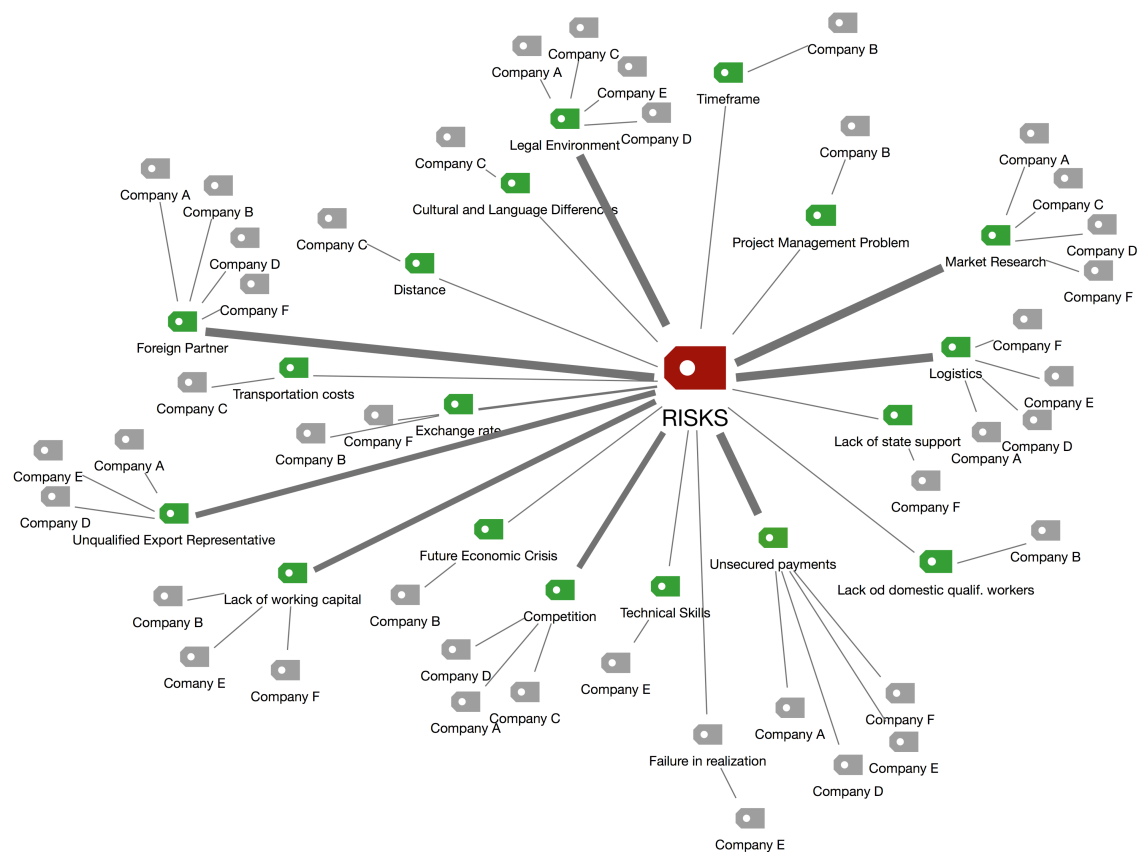 Company B
Company C
Company A
Company E
Timeframe
Company D
Legal Environment
Company B
Company C
Company A
Company A
Company C
Company B
Cultural and Language Differences
Company C
Project Management Problem
Company D
Market Research
Company D
Company F
Distance
Company F
Foreign Partner
Company F
Logistics
Transportation costs
Company C
Company E
RISKS
Exchange rate
Company F
Lack of state support
Company D
Company B
Company A
Company A
Company E
Company F
Company D
Unqualified Export Representative
Future Economic Crisis
Company B
Unsecured payments
Lack od domestic qualif. workers
Lack of working capital
Company B
Company B
Competition
Technical Skills
Company D
Comany E
Company F
Company E
Company A
Company C
Company F
Company A
Failure in realization
Company E
Company D
Company E